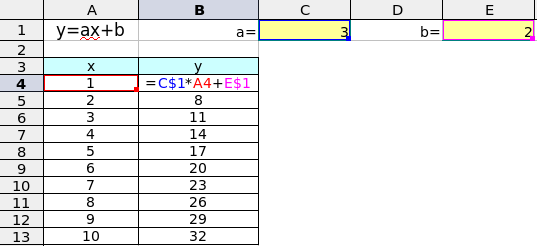 A B C D E
1 y=ax+b a= 3 b= 2
2
3 x y
4 1 =C$1*A4+E$1
5 2 8
6 3 11
7 4 14
8 5 17
9 6 20
10 7 23
11 8 26
12 9 29
13 10 32